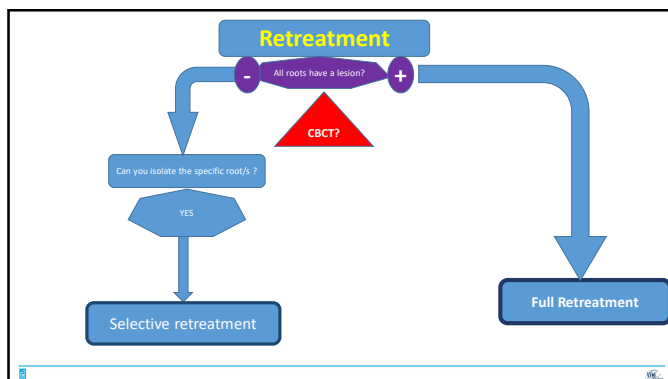 Retreatment
-
All roots have a lesion?
+
CBCT?
Can you isolate the specific root/s ?
YES
Selective retreatment
Full Retreatment